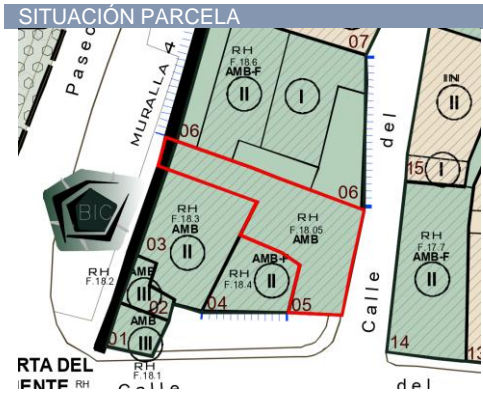 SITUACIÓN PARCELA
Paseo
MURALLA 4
RH
F.18.6
AMB-F
II
I
07
06
del
IN
II
15
I
06
BIC
RH
F.18.3
AMB
II
03
RH
F.18.05
AMB
RH
F.17.7
AMB-F
II
RH
F.18.2
AMB
III
02
RH
F.18.4
AMB-F
II
04
05
Calle
01
AMB
III
RH
F.18.1
14
13
RTA DEL
ENTE
RH
Calle
del